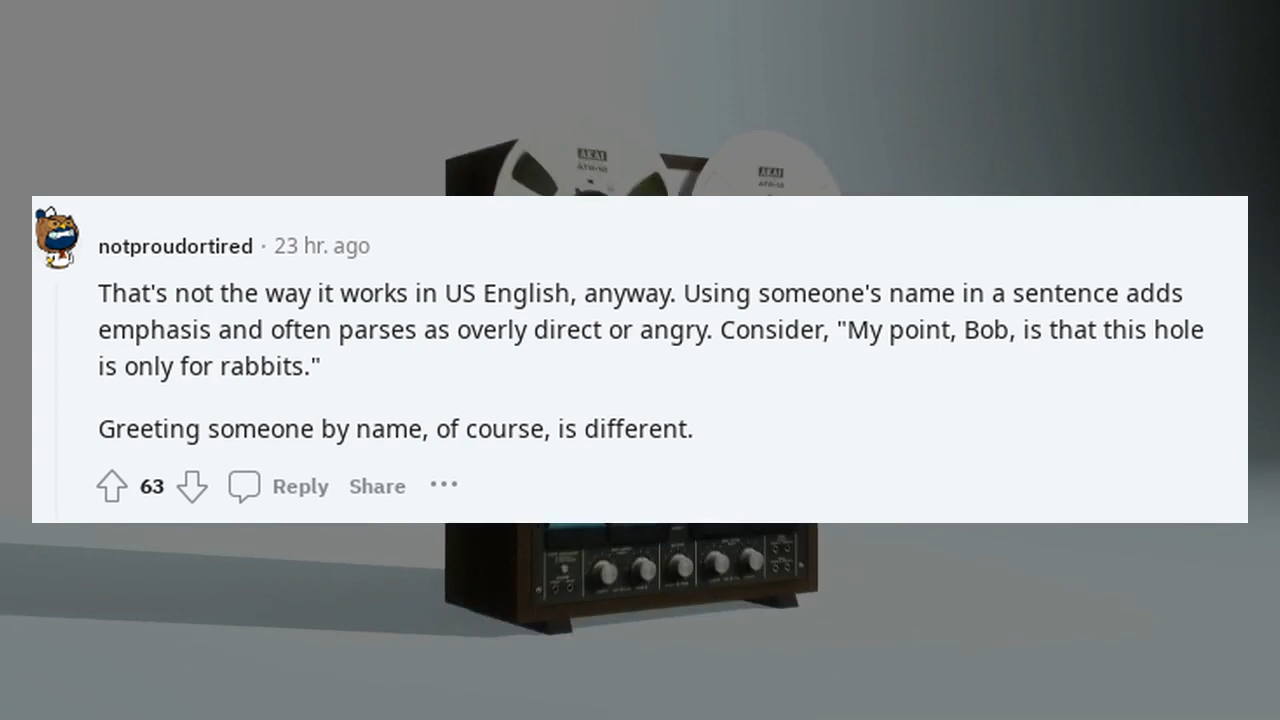 AKAI
AKAI
notproudortired · 23 hr. ago
That's not the way it works in US English, anyway. Using someone's name in a sentence adds
emphasis and often parses as overly direct or angry. Consider, "My point, Bob, is that this hole
is only for rabbits."
Greeting someone by name, of course, is different.
63 Reply Share •••